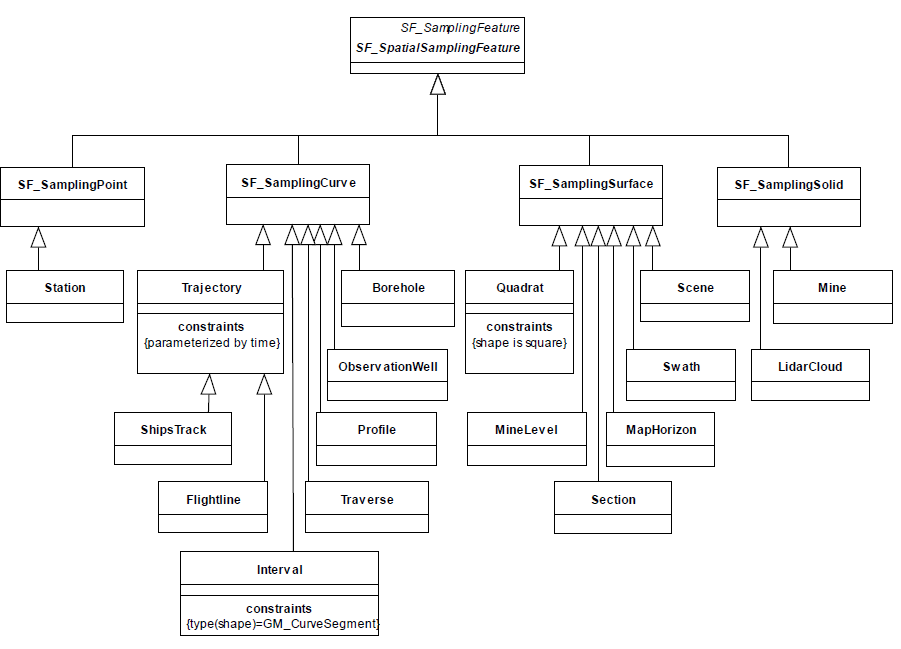 SF_SamplingFeature
SF_SpatialSamplingFeature
SF_SamplingPoint
SF_SamplingCurve
SF_SamplingSurface
SF_SamplingSolid
Station
Trajectory
constraints
{parameterized by time}
Borehole
Quadrat
constraints
{shape is square}
Scene
Mine
ObservationWell
Swath
LidarCloud
ShipsTrack
Profile
MineLevel
MapHorizon
Flightline
Traverse
Section
Interval
constraints
{type(shape)=GM_CurveSegment}